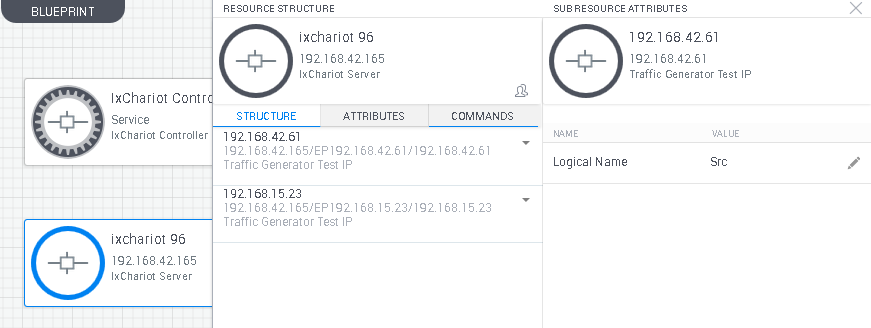 BLUEPRINT
IxChariot Contro
Service
IxChariot Controller
ixchariot 96
192.168.42.165
IxChariot Server
RESOURCE STRUCTURE
ixchariot 96
192.168.42.165
IxChariot Server
STRUCTURE
ATTRIBUTES
COMMANDS
192.168.42.61
192.168.42.165/EP192.168.42.61/192.168.42.61
Traffic Generator Test IP
192.168.15.23
192.168.42.165/EP192.168.15.23/192.168.15.23
Traffic Generator Test IP
SUB RESOURCE ATTRIBUTES
192.168.42.61
192.168.42.61
Traffic Generator Test IP
NAME VALUE
Logical Name Src